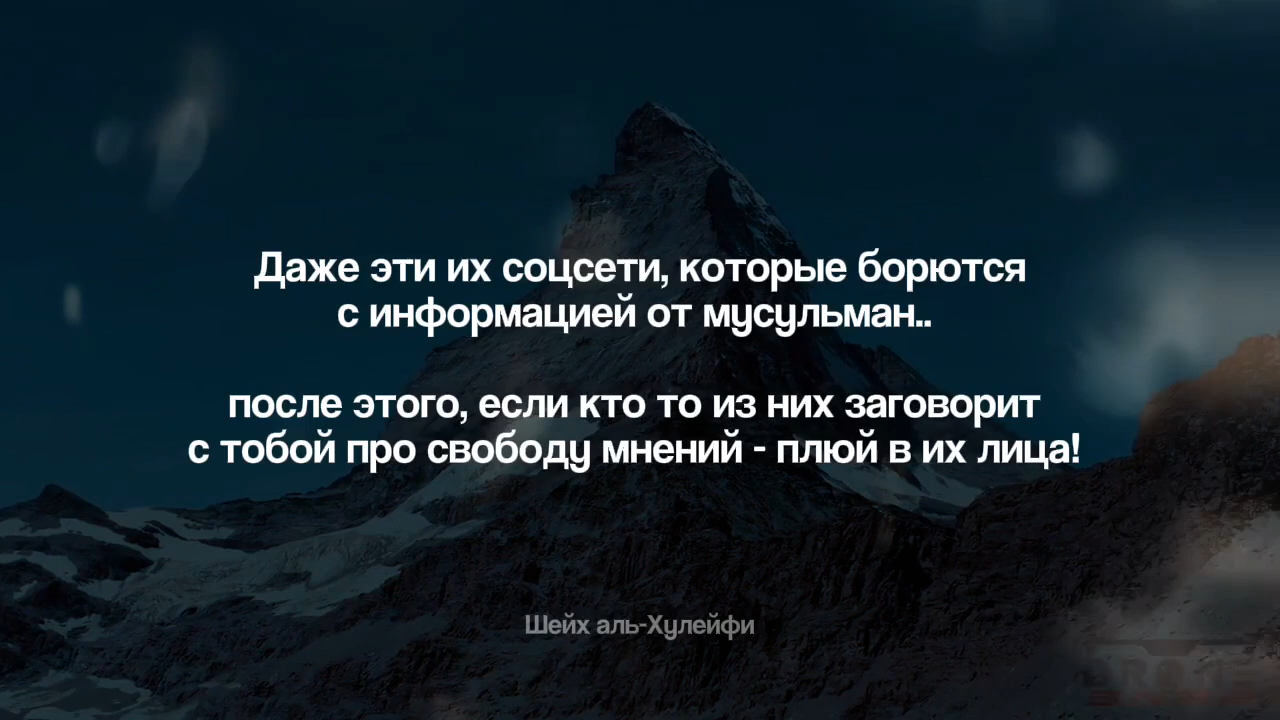 Даже эти их соцсети, которые борются
с информацией от мусульман..
после этого, если кто то из них заговорит
с тобой про свободу мнений - плюй в их лица!
Шейх аль-Хулейфи